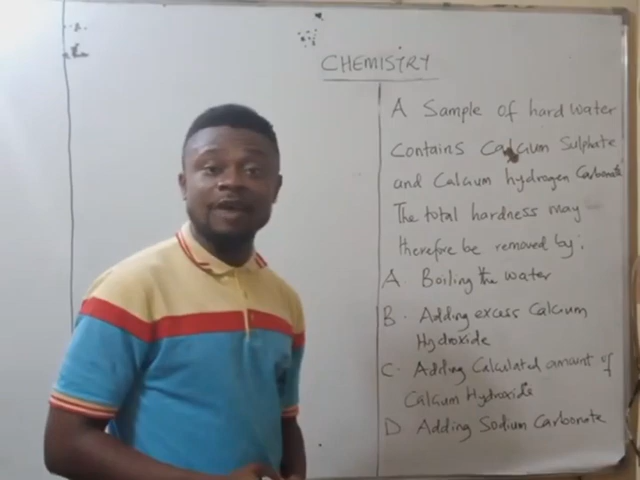 CHEMISTRY
A Sample of hard water
Contains Calcium Sulphate
and Calcium hydrogen Carbonate
The total hardness may
therefore be removed by:
A Boiling the water
B. Adding excess Calcium
Hydroxide
C. Adding Calculated amount of
Calcium Hydroxide
D Adding Sodium Carbonate